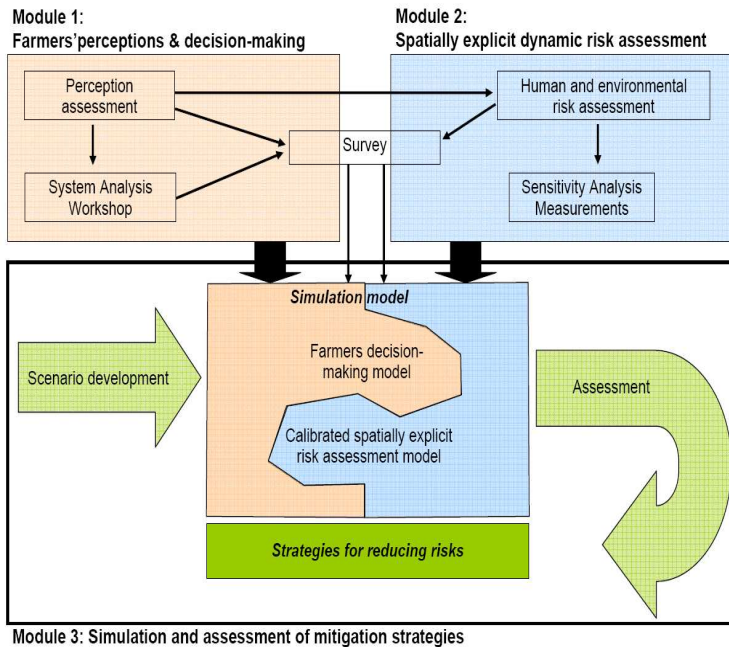 Module 1:
Farmers'perceptions & decision-making
Module 2:
Spatially explicit dynamic risk assessment
Perception
assessment
Human and environmental
risk assessment
Survey
System Analysis
Workshop
Sensitivity Analysis
Measurements
Simulation model
Farmers decision-
making model
Scenario development
Assessment
Calibrated spatially explicit
risk assessment model
Strategies for reducing risks
Module 3: Simulation and assessment of mitigation strategies